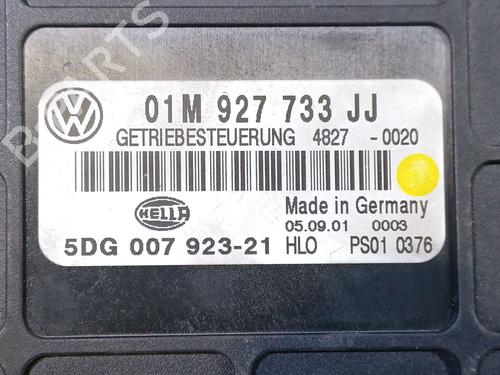 01M 927 733 JJ
GETRIEBESTEUERUNG 4827 - 0020
HELLA
Made in Germany
05.09.01 0003
5DG 007 923-21 HLO PS01 0376